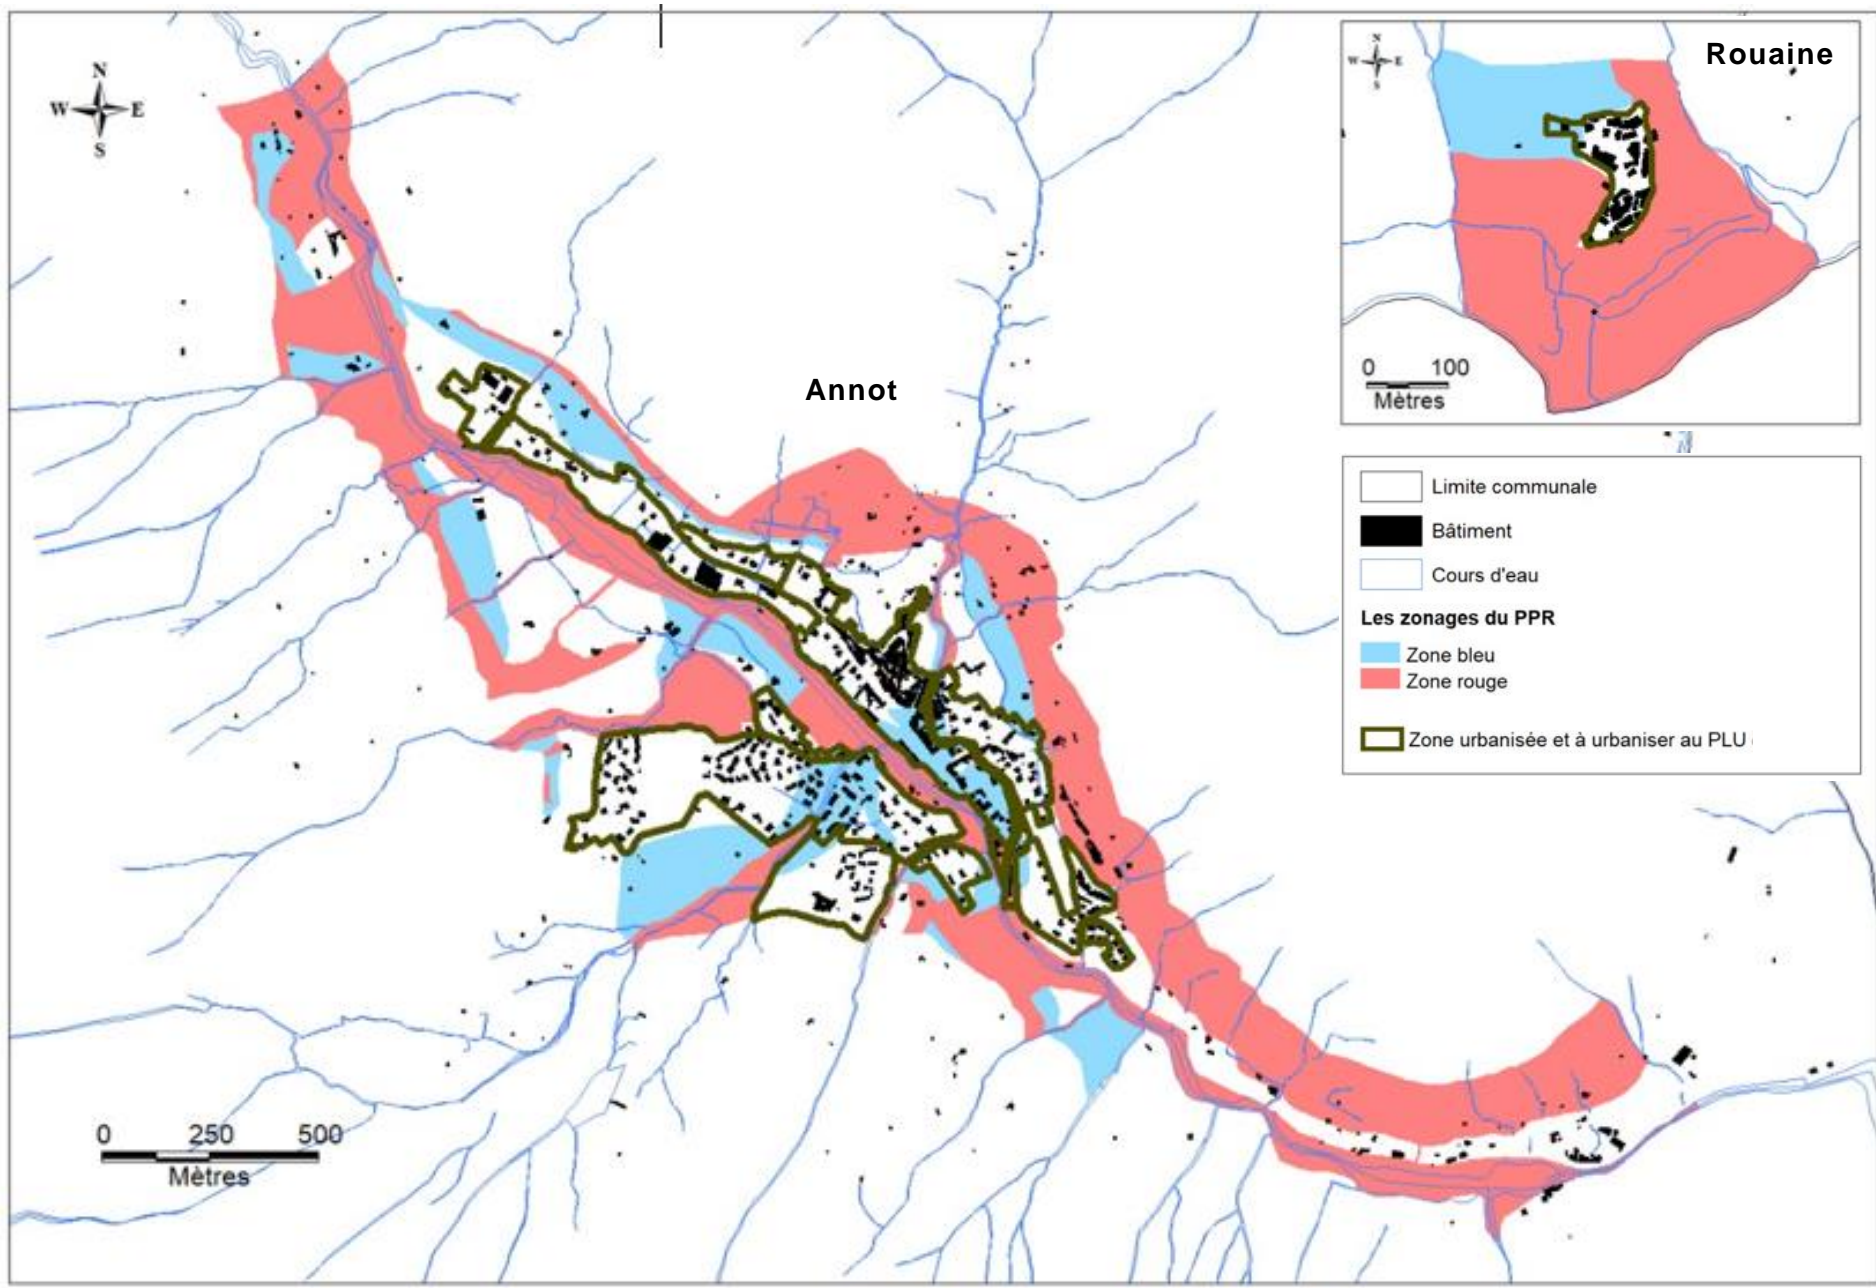 N
W E
S
Annot
0 250 500
Mètres
Rouaine
N
W E
S
0 100
Mètres
Limite communale
Bâtiment
Cours d'eau
Les zonages du PPR
Zone bleu
Zone rouge
Zone urbanisée et à urbaniser au PLU